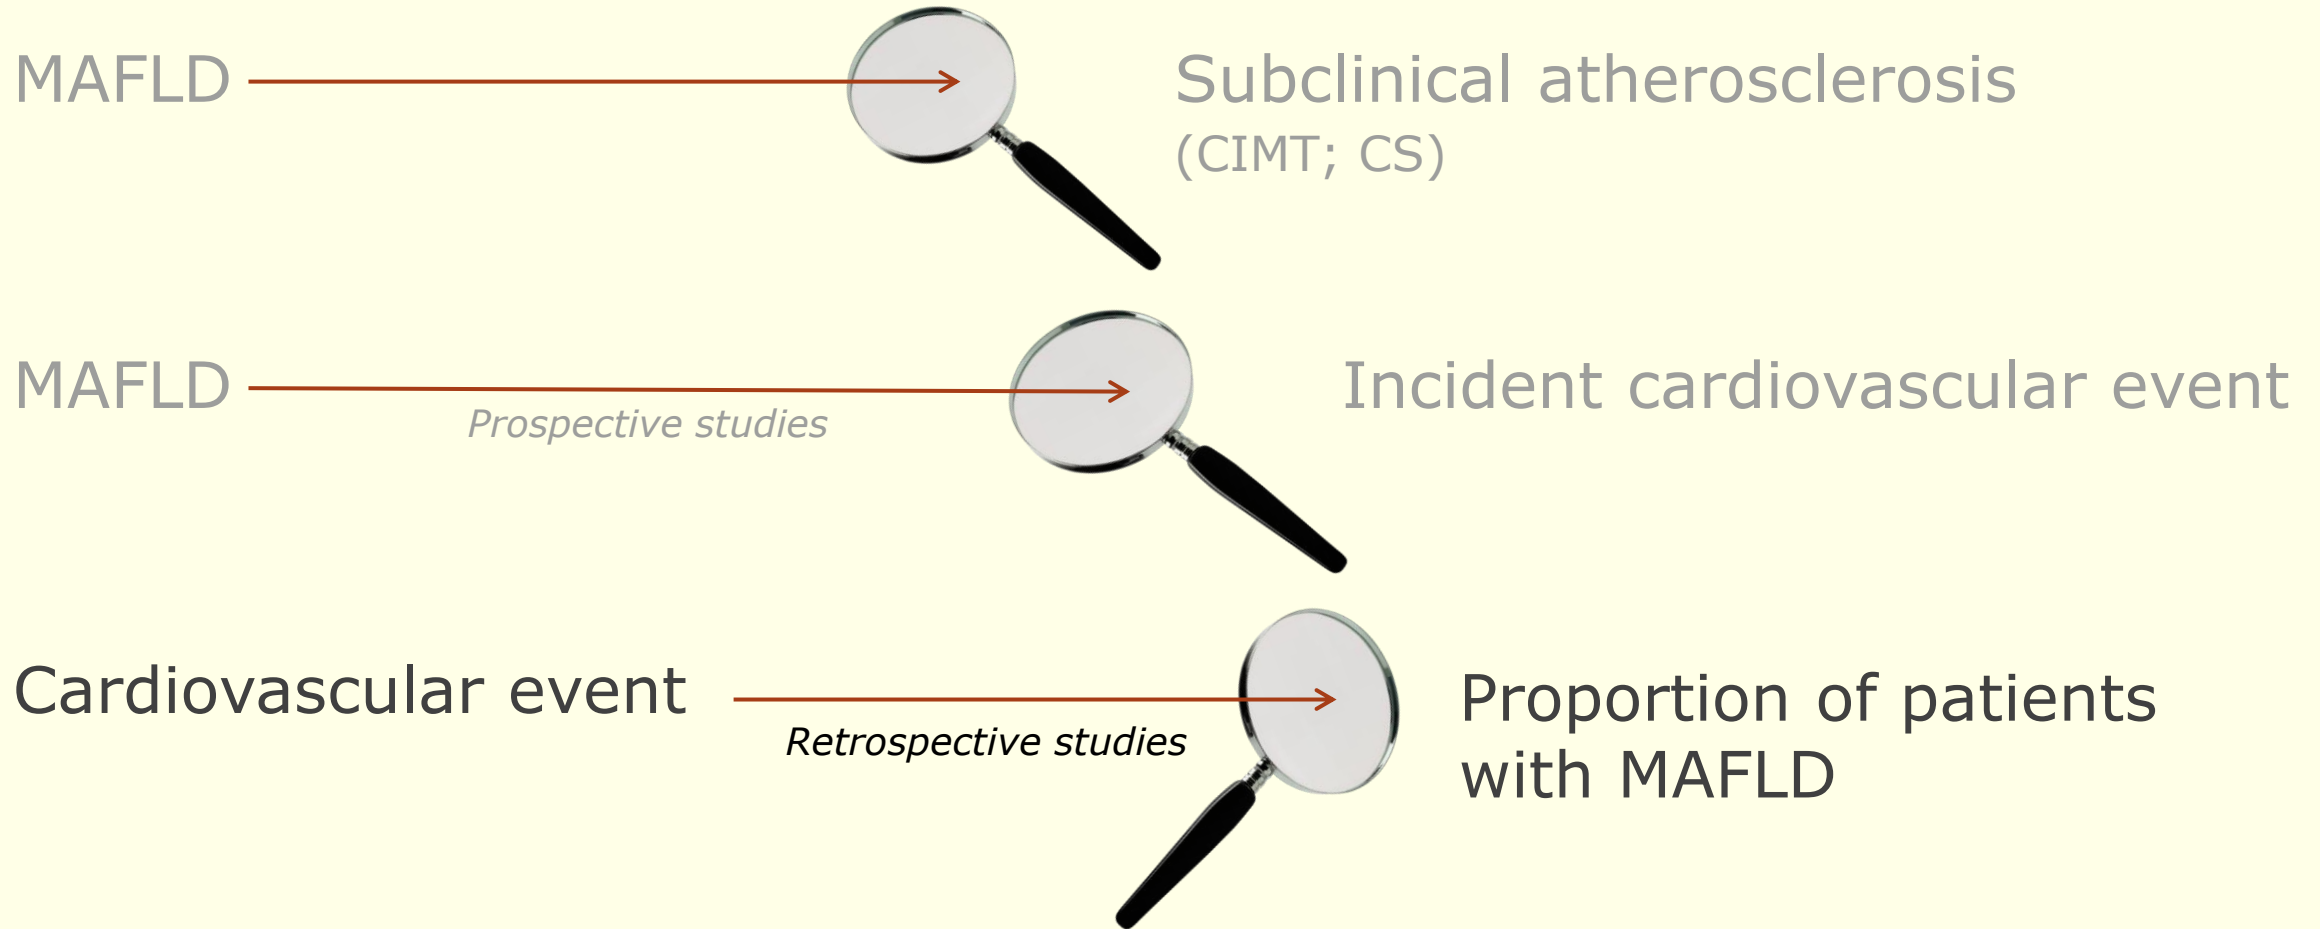 MAFLD
Subclinical atherosclerosis
(CIMT; CS)
MAFLD
Prospective studies
Incident cardiovascular event
Cardiovascular event
Retrospective studies
Proportion of patients
with MAFLD